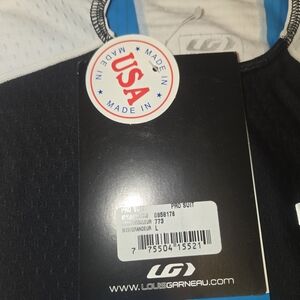 MADE IN
USA
MADE IN
PRO SUIT
0958178
773
L
7 75504 15521
LG
www.LOUISGARNEAU.com